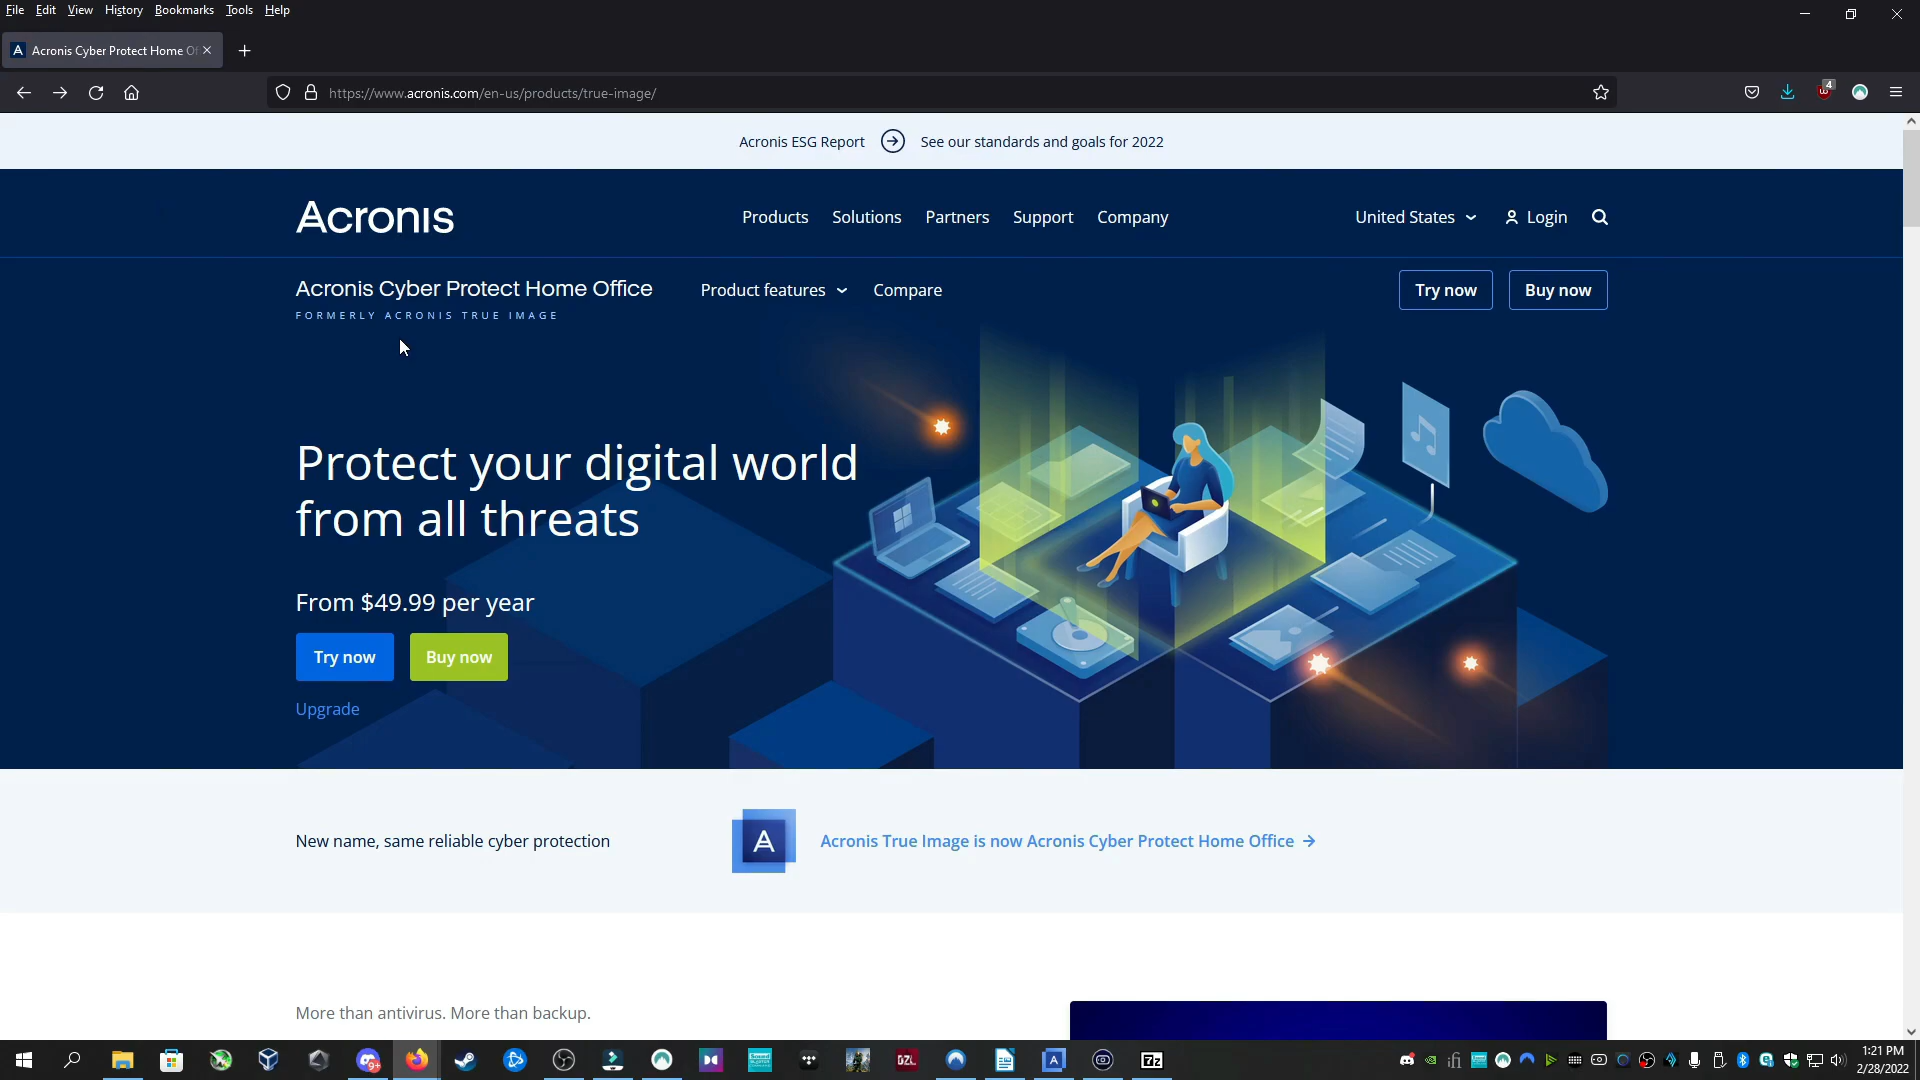 File Edit View History Bookmarks Tools Help
Acronis Cyber Protect Home Of
https://www.acronis.com/en-us/products/true-image/
4
Acronis ESG Report See our standards and goals for 2022
Acronis
Products Solutions Partners Support Company
United States Login
Acronis Cyber Protect Home Office
FORMERLY ACRONIS TRUE IMAGE
Product features Compare
Try now Buy now
Protect your digital world
from all threats
From $49.99 per year
Try now Buy now
Upgrade
New name, same reliable cyber protection
A
Acronis True Image is now Acronis Cyber Protect Home Office
More than antivirus. More than backup.
9+
DZL
A
7z
1:21 PM
2/28/2022